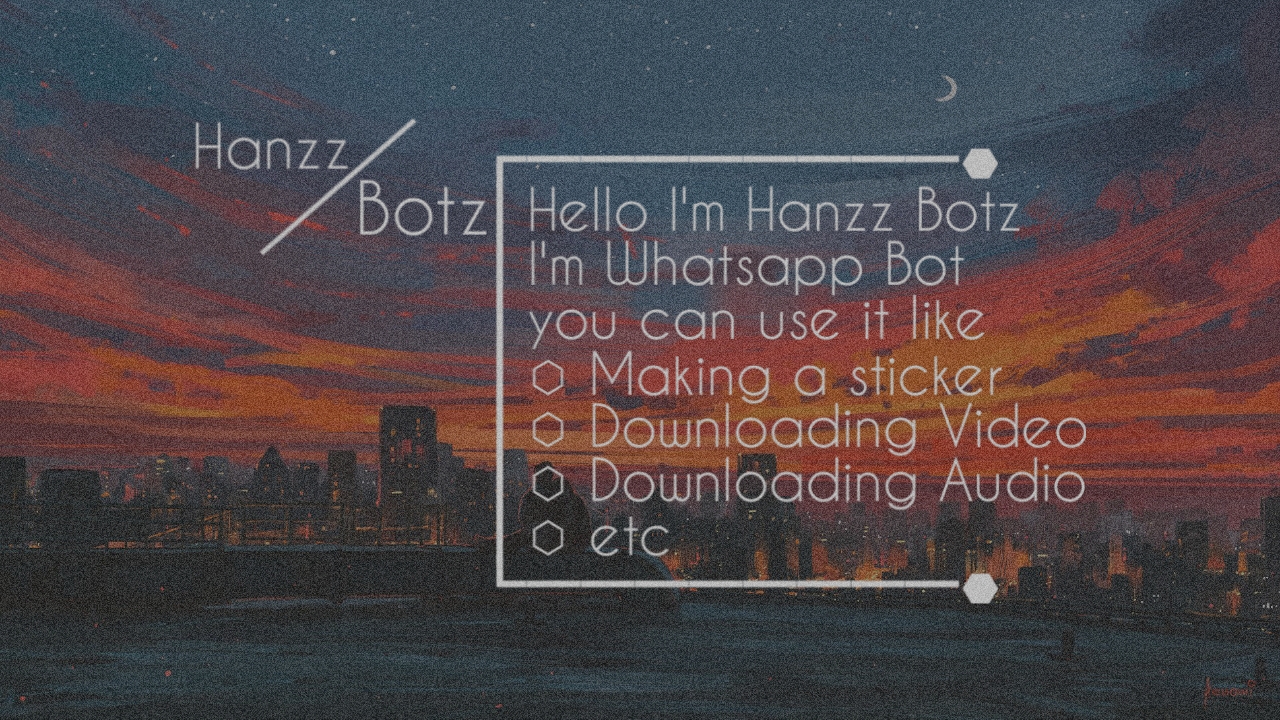 Hanzz
Botz
Hello I'm Hanzz Botz
I'm Whatsapp Bot
you can use it like
Making a sticker
Downloading Video
Downloading Audio
etc